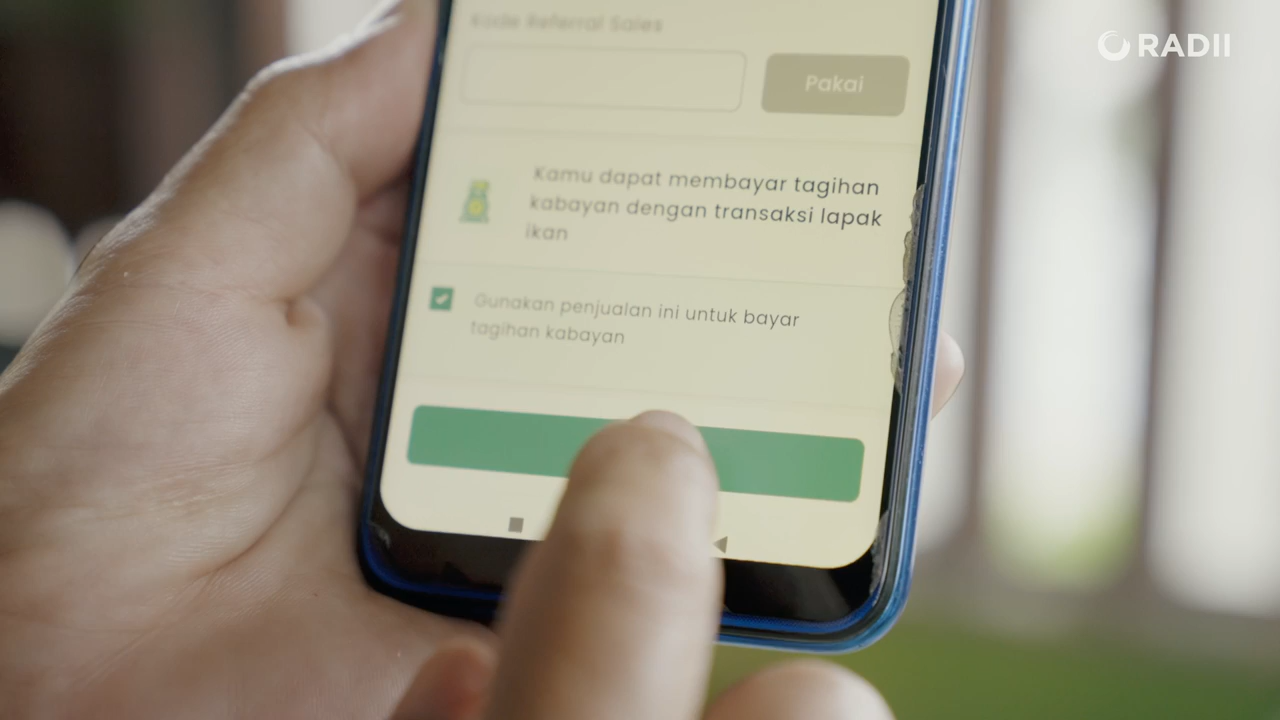 Kode Referral Sales
Pakai
Kamu dapat membayar tagihan
kabayan dengan transaksi lapak
ikan
Gunakan penjualan ini untuk bayar
tagihan kabayan
RADII